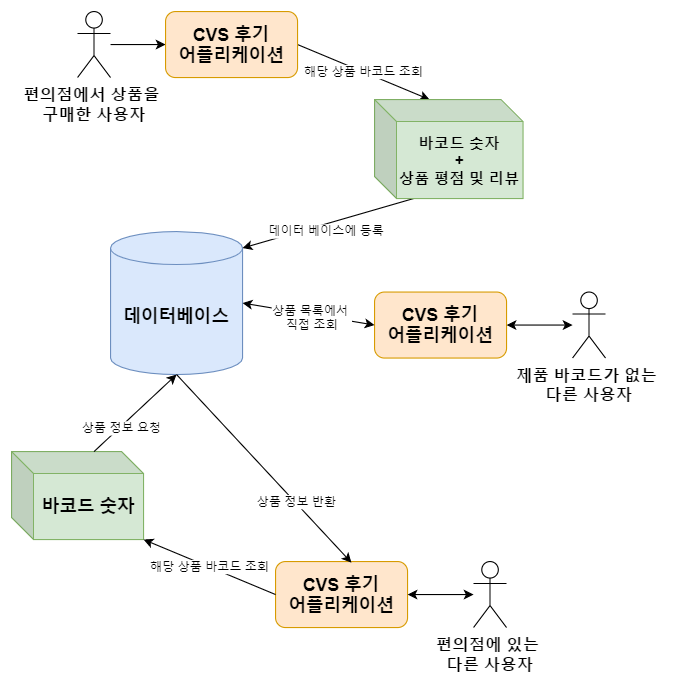 CVS 후기
어플리케이션
편의점에서 상품을
구매한 사용자
해당 상품 바코드 조회
바코드 숫자
+
상품 평점 및 리뷰
데이터 베이스에 등록
데이터베이스
상품 목록에서
직접 조회
CVS 후기
어플리케이션
제품 바코드가 없는
다른 사용자
상품 정보 요청
바코드 숫자
상품 정보 반환
해당 상품 바코드 조회
CVS 후기
어플리케이션
편의점에 있는
다른 사용자